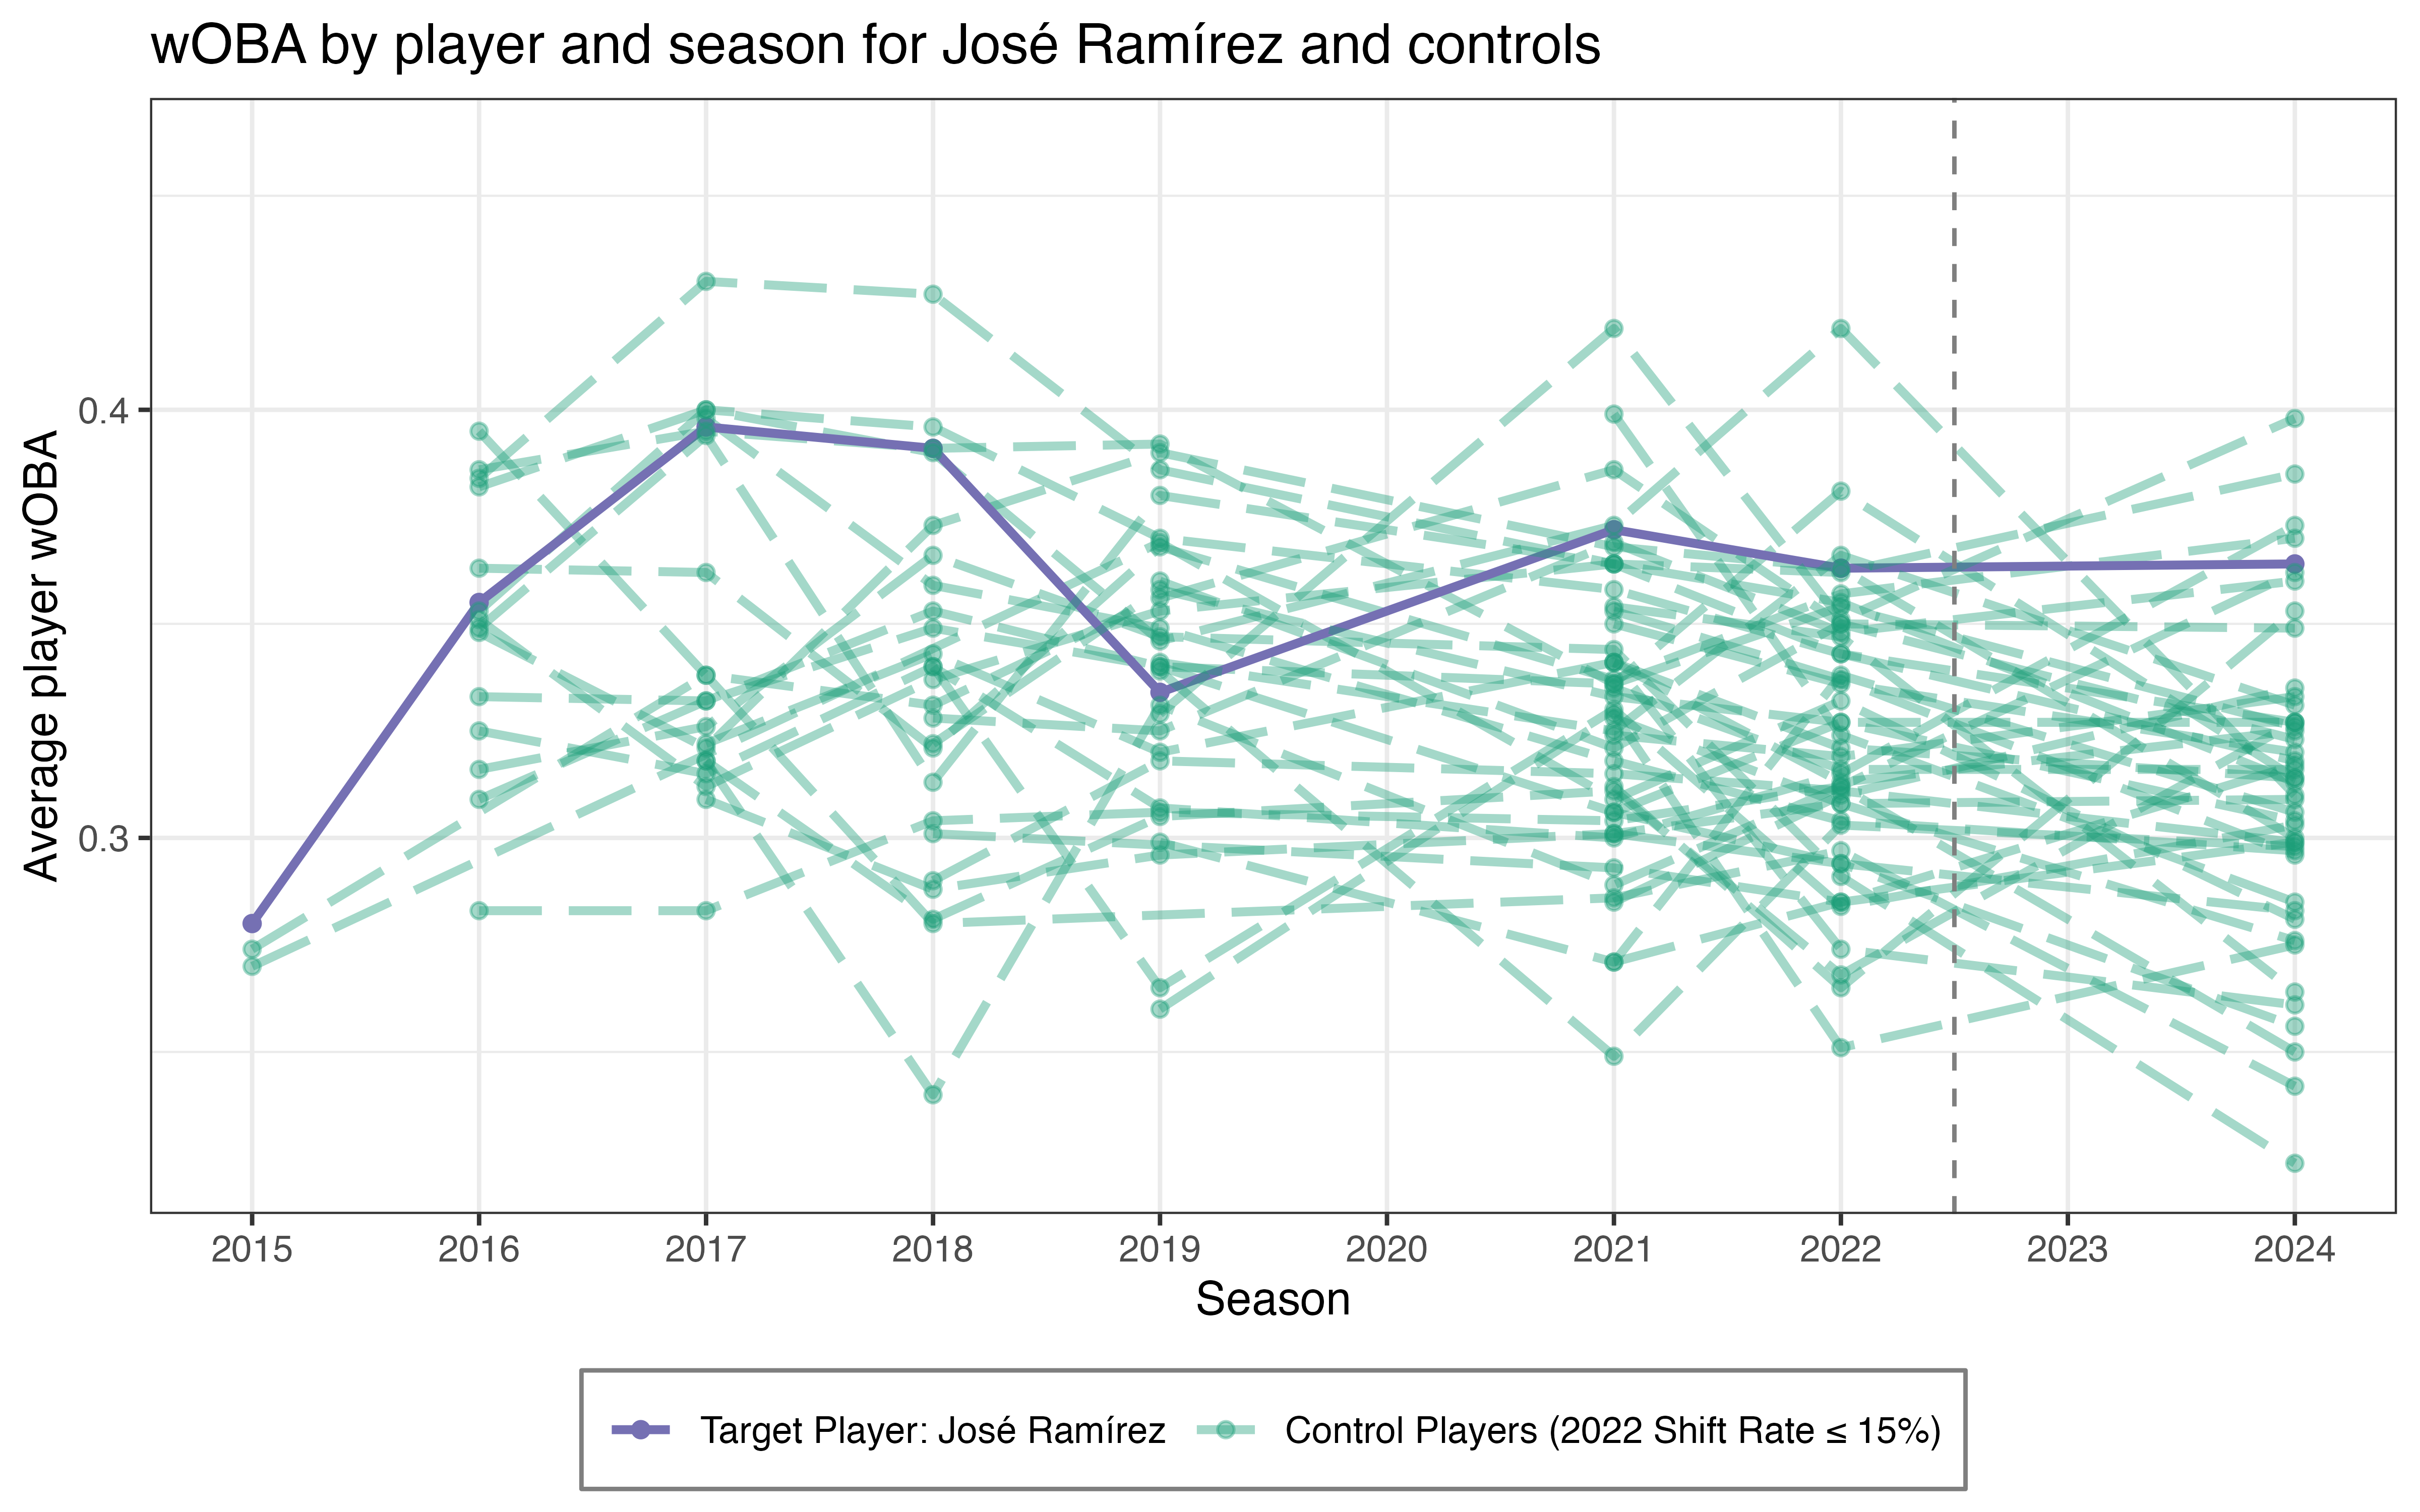 wOBA by player and season for José Ramírez and controls
Average player wOBA
0.4
0.3
2015 2016 2017 2018 2019 2020 2021 2022 2023 2024
Season
Target Player: José Ramírez Control Players (2022 Shift Rate ≤ 15%)